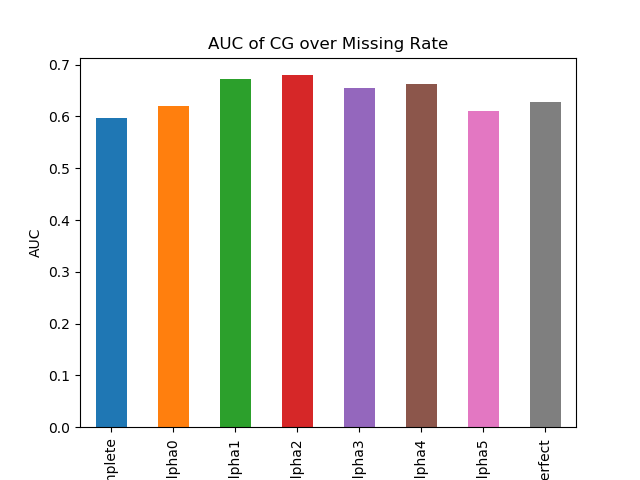 AUC of CG over Missing Rate
0.7
0.6
0.5
0.4
0.3
0.2
0.1
0.0
AUC
nplete
lpha0
lpha1
lpha2
lpha3
lpha4
lpha5
erfect